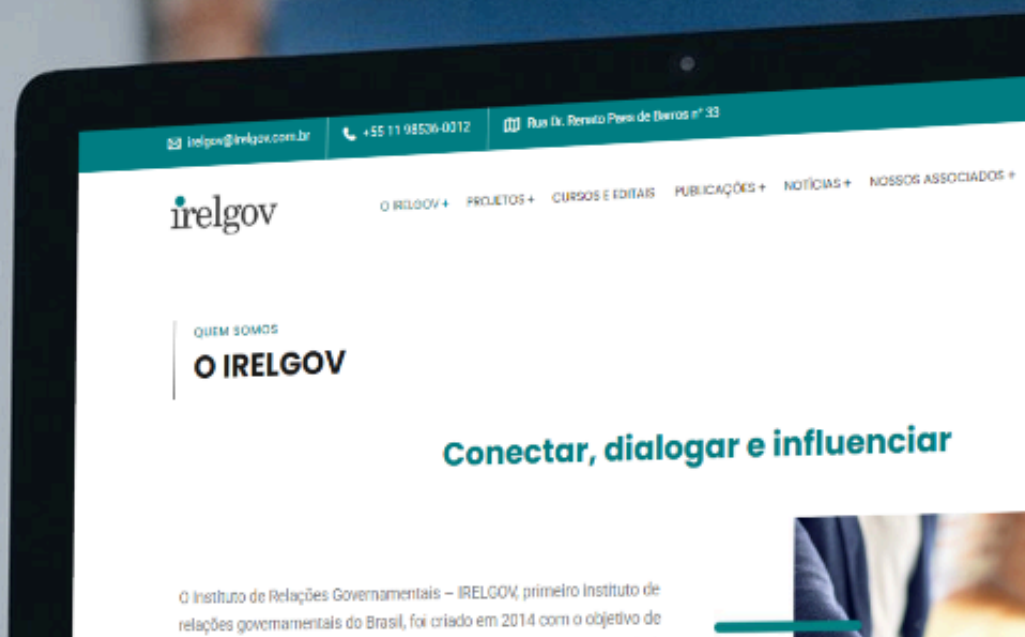 irelgov@irelgov.com.br
+55 11 98536-0012
Rua Dr. Renato Paes de Barros n° 33
irelgov
O IRELGOV +
PROJETOS +
CURSOS E EDITAIS
PUBLICAÇÕES +
NOTÍCIAS +
NOSSOS ASSOCIADOS +
QUEM SOMOS
O IRELGOV
Conectar, dialogar e influenciar
O Instituto de Relações Governamentais – IRELGOV, primeiro instituto de
relações governamentais do Brasil, foi criado em 2014 com o objetivo de